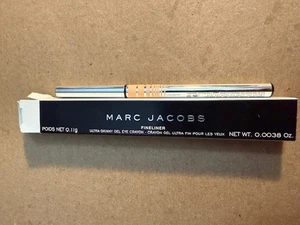 MARC JACOBS
FINELINER
POIDS NET 0.11g
ULTRA-SKINNY GEL EYE CRAYON - CRAYON GEL ULTRA FIN POUR LES YEUX
NET WT. 0.0038 Oz.